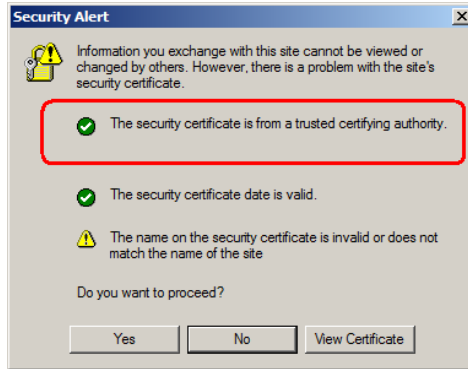 Security Alert
Information you exchange with this site cannot be viewed or
changed by others. However, there is a problem with the site's
security certificate.
The security certificate is from a trusted certifying authority.
The security certificate date is valid.
The name on the security certificate is invalid or does not
match the name of the site
Do you want to proceed?
Yes
No
View Certificate